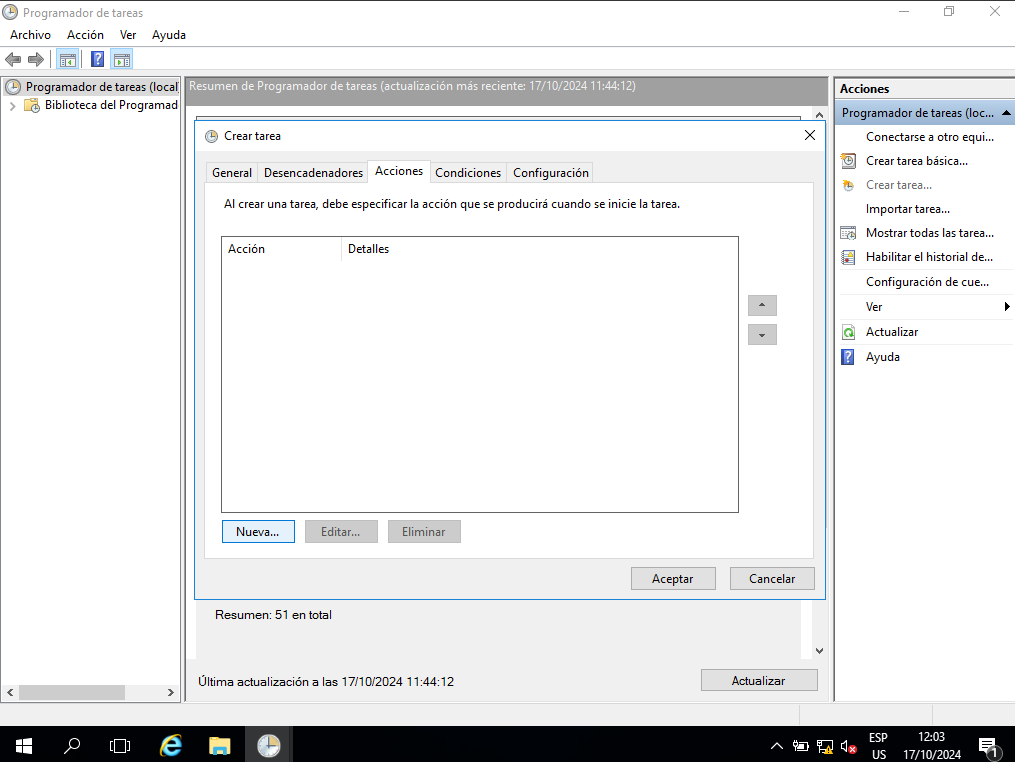 Programador de tareas
Archivo Acción Ver Ayuda
Programador de tareas (local
Biblioteca del Programad
Resumen de Programador de tareas (actualización más reciente: 17/10/2024 11:44:12)
Crear tarea
General Desencadenadores Acciones Condiciones Configuración
Al crear una tarea, debe especificar la acción que se producirá cuando se inicie la tarea.
Acción Detalles
Nueva... Editar... Eliminar
Aceptar Cancelar
Resumen: 51 en total
Última actualización a las 17/10/2024 11:44:12 Actualizar
Acciones
Programador de tareas (loc...
Conectarse a otro equi...
Crear tarea básica...
Crear tarea...
Importar tarea...
Mostrar todas las tarea...
Habilitar el historial de...
Configuración de cue...
Ver
Actualizar
Ayuda
ESP
US
12:03
17/10/2024
1